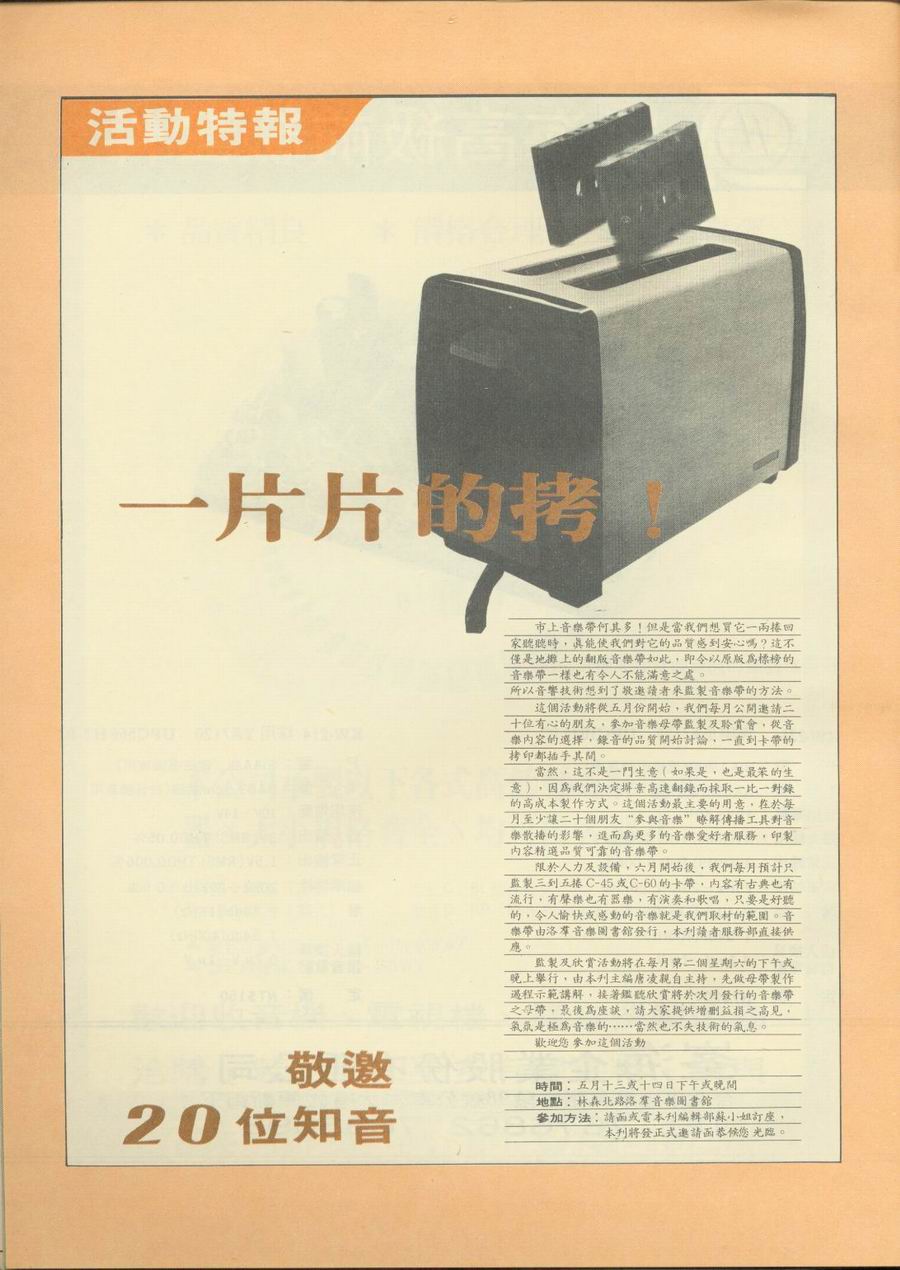 活動特報
一片片的拷！
市上音樂帶何其多！但是當我們想買它一兩捲回
家聽聽時，眞能使我們對它的品質感到安心嗎？這不
僅是地攤上的翻版音樂帶如此，即令以原版爲標榜的
音樂帶一樣也有令人不能滿意之處。
所以音響技術想到了敬邀讀者來監製音樂帶的方法。
這個活動將從五月份開始，我們每月公開邀請二
十位有心的朋友，參加音樂母帶監製及聆賞會，從音
樂內容的選擇，錄音的品質開始討論，一直到卡帶的
拷印都插手其間。
當然，這不是一門生意（如果是，也是最笨的生
意），因爲我們決定摒棄高速翻錄而採取一比一對錄
的高成本製作方式。這個活動最主要的用意，在於每
月至少讓二十個朋友“參與音樂”瞭解傳播工具對音
樂散播的影響，進而爲更多的音樂愛好者服務，印製
內容精選品質可靠的音樂帶。
限於人力及設備，六月開始後，我們每月預計只
監製三到五捲C-45或C-60的卡帶，內容有古典也有
流行，有聲樂也有器樂，有演奏和歌唱，只要是好聽
的，令人愉快或感動的音樂就是我們取材的範圍。音
樂帶由洛羣音樂圖書館發行，本刊讀者服務部直接供
應。
監製及欣賞活動將在每月第二個星期六的下午或
晚上舉行，由本刊主編唐凌親自主持，先做母帶製作
過程示範講解，接著鑑聽欣賞將於次月發行的音樂帶
之母帶，最後爲座談，請大家提供增删益損之高見，
氣氛是極爲音樂的……當然也不失技術的氣息。
歡迎您參加這個活動
時間：五月十三或十四日下午或晚間
地點：林森北路洛羣音樂圖書館
參加方法：請函或電本刊編輯部蘇小姐訂座，
本刊將發正式邀請函恭候您光臨。
敬邀
20位知音